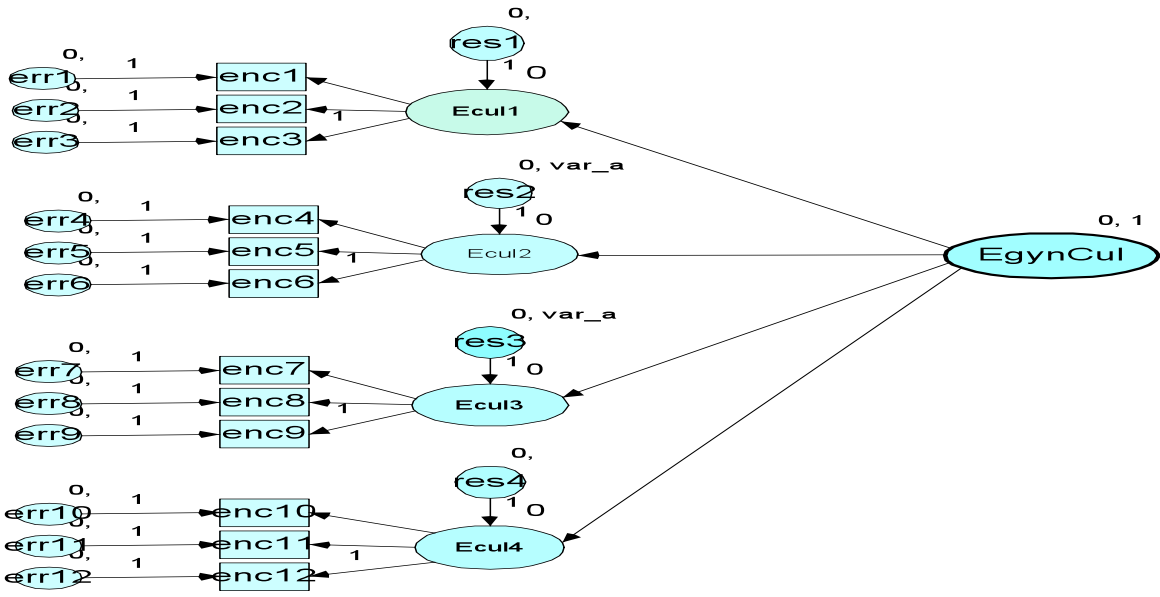 0,
res1
1 0
0,
err1 1 enc1
0,
err2 1 enc2
Ecul1
1
0,
err3 1 enc3
0, var_a
res2
1 0
0,
err4 1 enc4
0, 1
0,
err5 1 enc5
Ecul2
EgynCul
1
0,
err6 1 enc6
0, var_a
res3
1 0
0,
err7 1 enc7
0,
err8 1 enc8
Ecul3
1
0,
err9 1 enc9
0,
res4
1 0
0,
err10 1 enc10
0,
err11 1 enc11
Ecul4
1
0,
err12 1 enc12